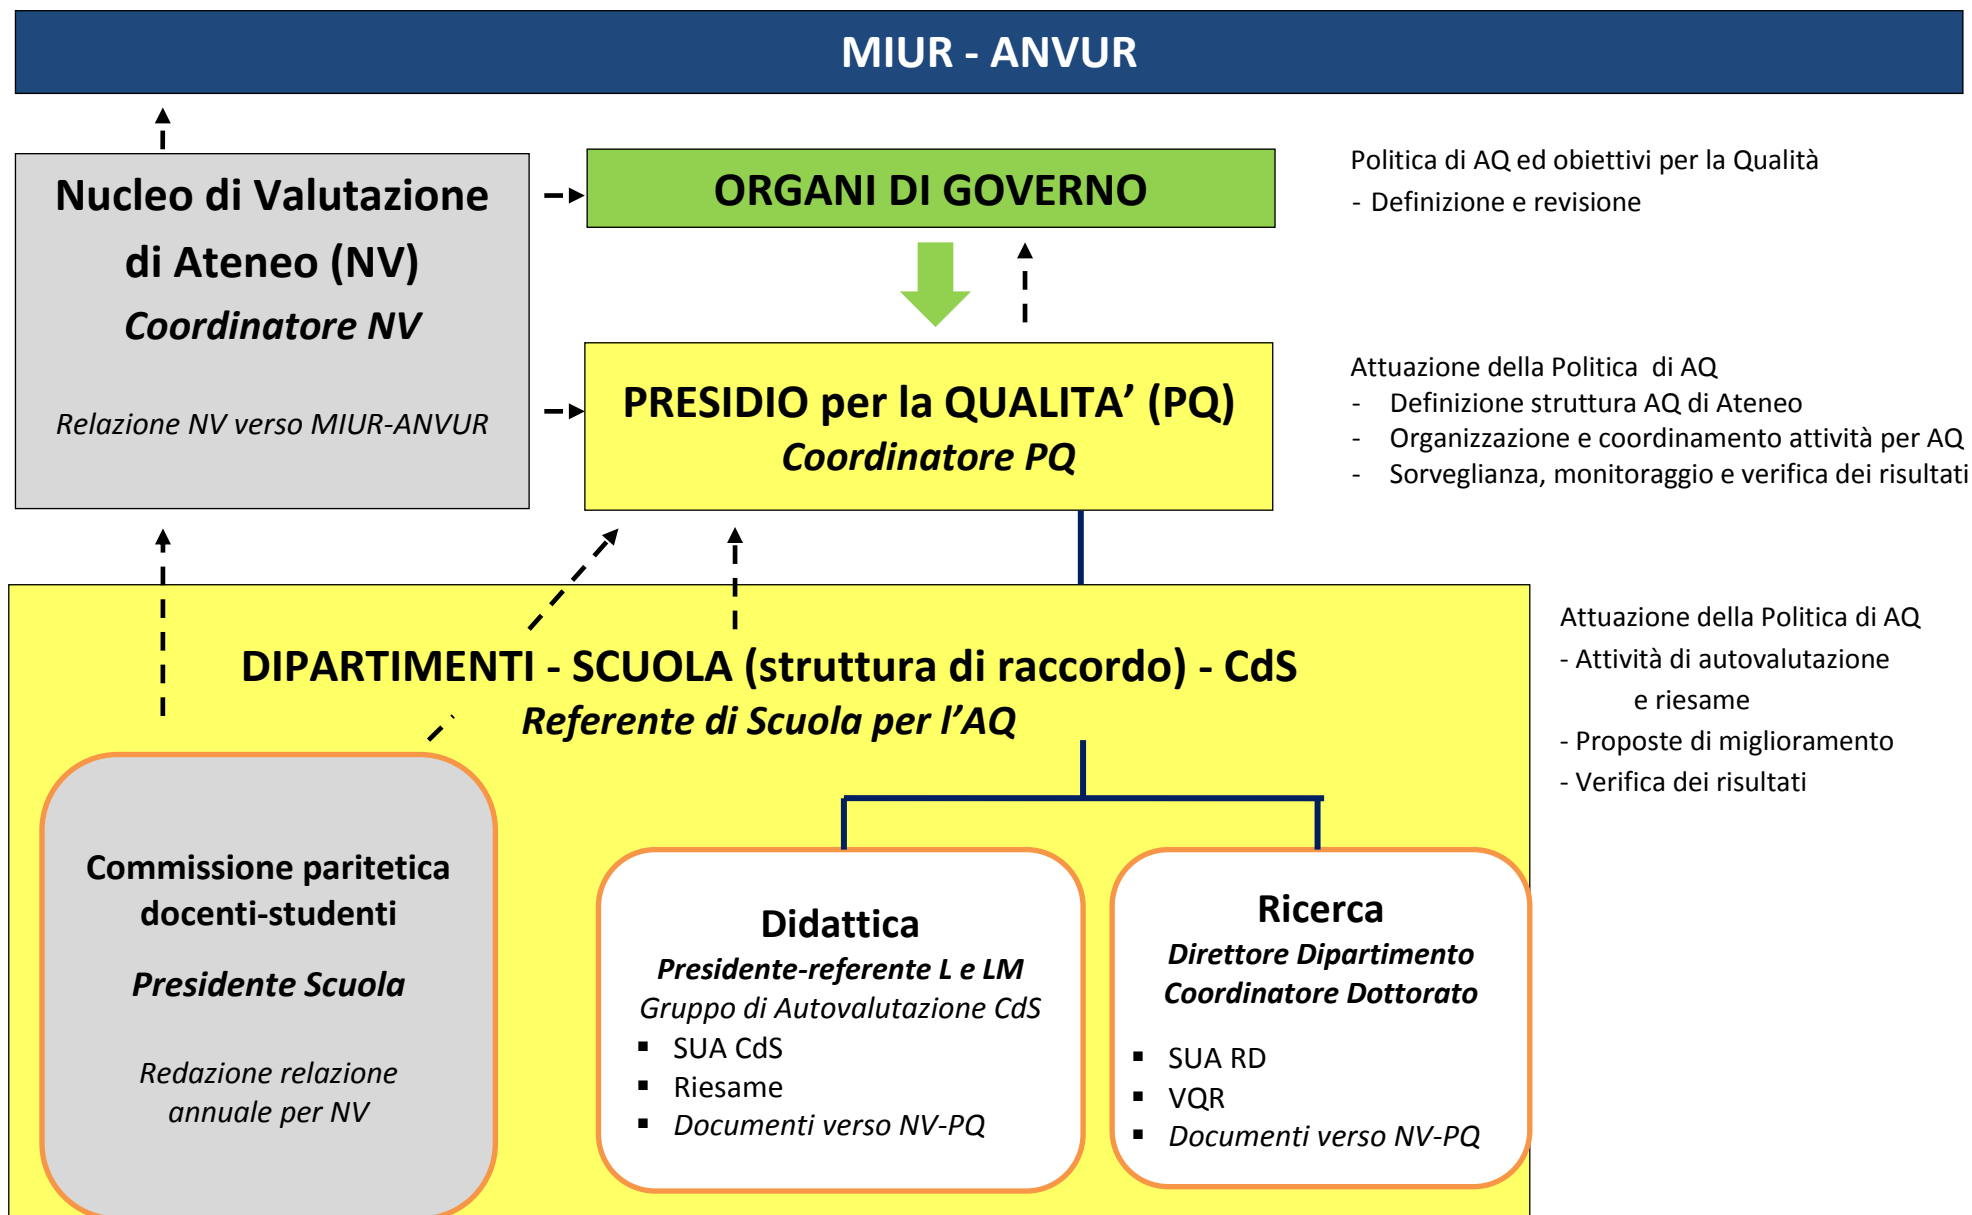 MIUR - ANVUR
Nucleo di Valutazione
di Ateneo (NV)
Coordinatore NV
Relazione NV verso MIUR-ANVUR
ORGANI DI GOVERNO
Politica di AQ ed obiettivi per la Qualità
- Definizione e revisione
PRESIDIO per la QUALITA’ (PQ)
Coordinatore PQ
Attuazione della Politica  di AQ
- Definizione struttura AQ di Ateneo
- Organizzazione e coordinamento attività per AQ
- Sorveglianza, monitoraggio e verifica dei risultati
DIPARTIMENTI - SCUOLA (struttura di raccordo) - CdS
Referente di Scuola per l’AQ
Attuazione della Politica di AQ
- Attività di autovalutazione
e riesame
- Proposte di miglioramento
- Verifica dei risultati
Commissione paritetica
docenti-studenti
Presidente Scuola
Redazione relazione
annuale per NV
Didattica
Presidente-referente L e LM
Gruppo di Autovalutazione CdS
▪ SUA CdS
▪ Riesame
▪ Documenti verso NV-PQ
Ricerca
Direttore Dipartimento
Coordinatore Dottorato
▪ SUA RD
▪ VQR
▪ Documenti verso NV-PQ